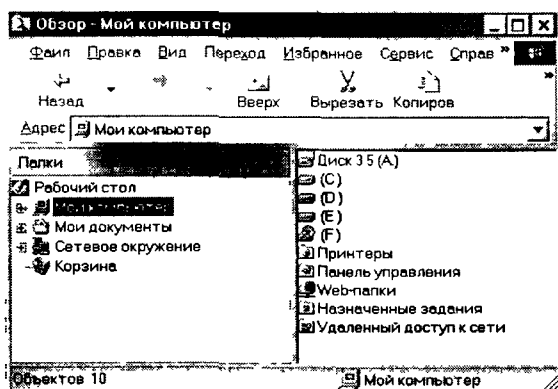 Обзор - Мой компьютер
Файл Правка Вид Переход Избранное Сервис Справ »
Назад Вверх Вырезать Копиров »
Адрес Мой компьютер
Папки
Рабочий стол
Мой компьютер
Мои документы
Сетевое окружение
Корзина
Диск 3 5 (A:)
(C:)
(D:)
(E:)
(F:)
Принтеры
Панель управления
Web-папки
Назначенные задания
Удаленный доступ к сети
Объектов 10 Мой компьютер